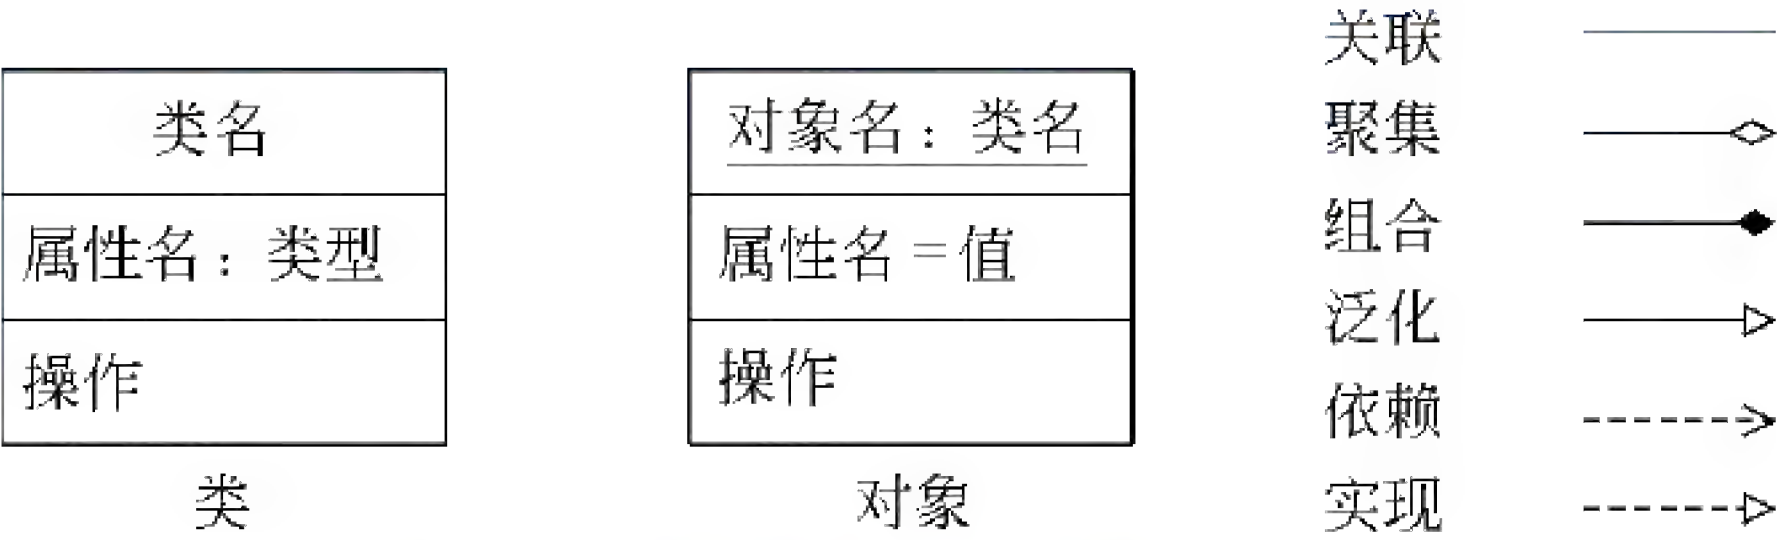 类名
属性名：类型
操作
类
对象名：类名
属性名=值
操作
对象
关联
聚集
组合
泛化
依赖
实现